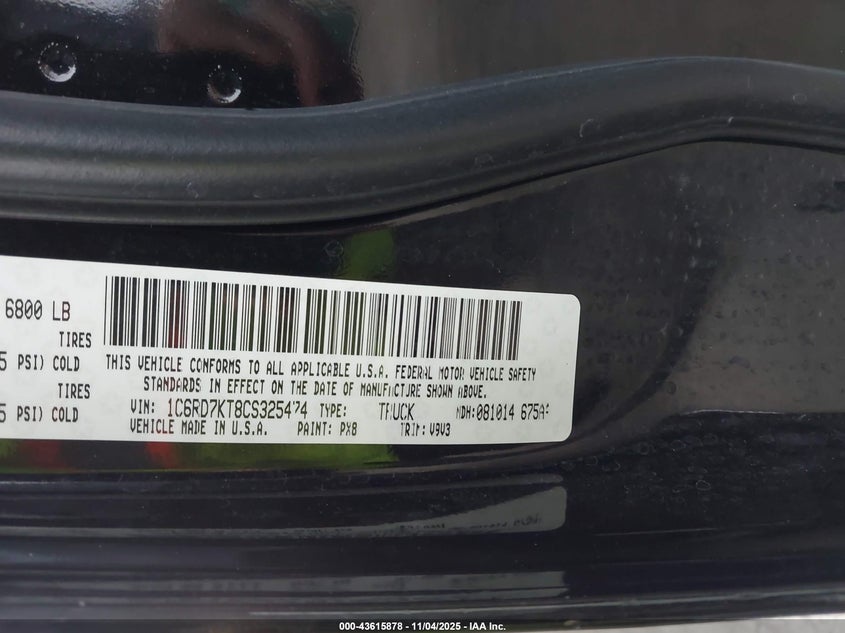 6800 LB
TIRES
5 PSI) COLD
TIRES
5 PSI) COLD
THIS VEHICLE CONFORMS TO ALL APPLICABLE U.S.A. FEDERAL MOTOR VEHICLE SAFETY
STANDARDS IN EFFECT ON THE DATE OF MANUFACTURE SHOWN ABOVE.
VIN: 1C6RD7KT8CS325474 TYPE: TRUCK MDH:081014 675A
VEHICLE MADE IN U.S.A. PAINT: PX8 TRIM: V9V3
000-43615878 - 11/04/2025 - IAA Inc.